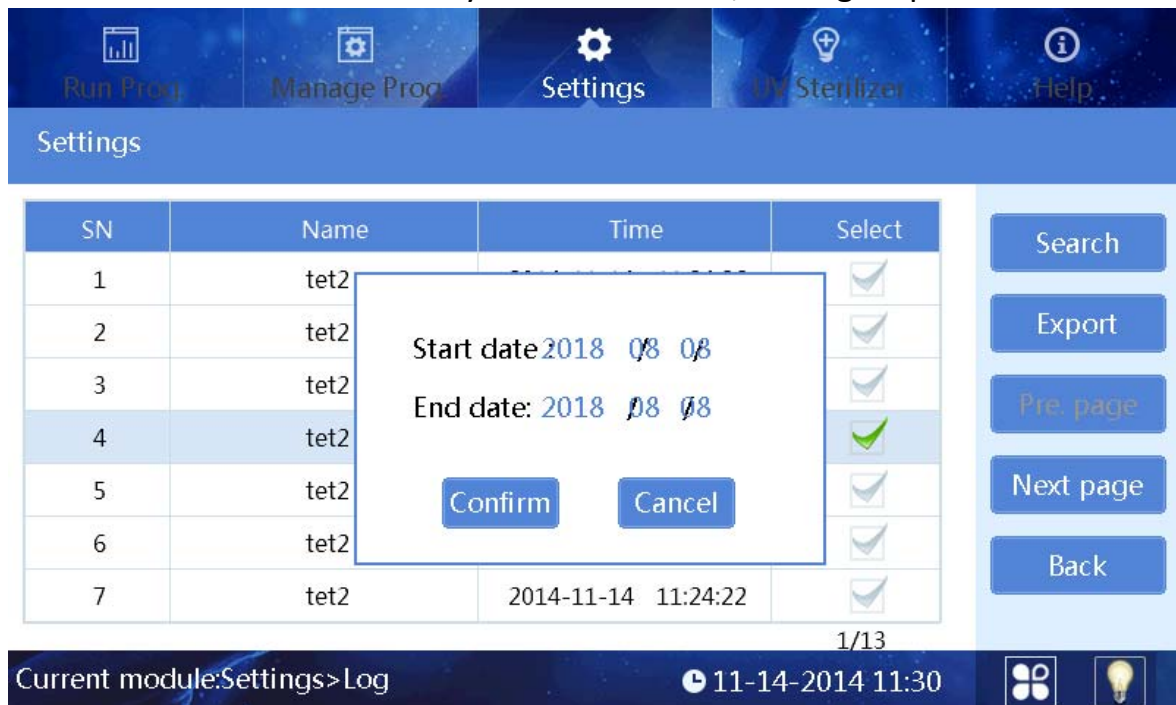 Run Prog. Manage Prog. Settings UV Sterilizer Help
Settings
SN Name Time Select
Search
1 tet2
2 tet2
Export
Start date: 2018 / 08 / 08
3 tet2
End date: 2018 / 08 / 08
Pre. page
4 tet2
5 tet2
Next page
Confirm Cancel
6 tet2
Back
7 tet2 2014-11-14 11:24:22
1/13
Current module:Settings>Log 11-14-2014 11:30